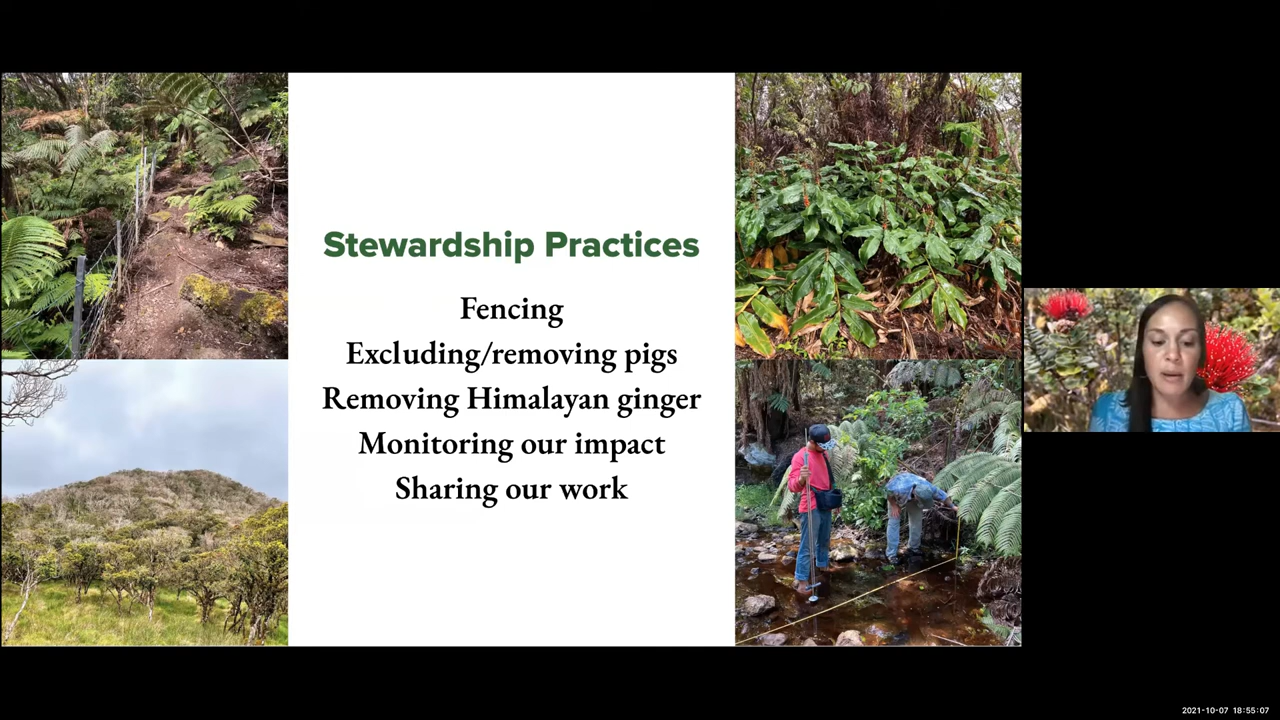 Stewardship Practices
Fencing
Excluding/removing pigs
Removing Himalayan ginger
Monitoring our impact
Sharing our work
2021-10-07 18:55:07